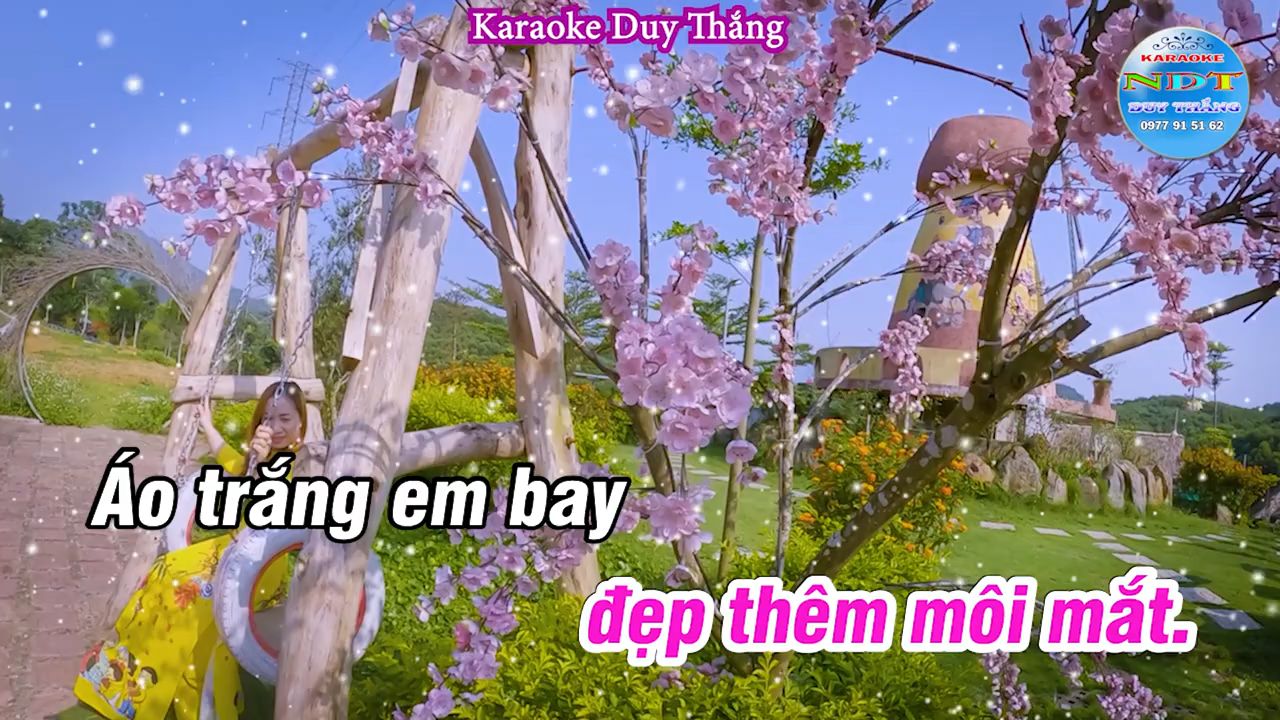 Karaoke Duy Thắng
KARAOKE
NDT
DUY THẮNG
0977 91 51 62
Áo trắng em bay
đẹp thêm môi mắt.